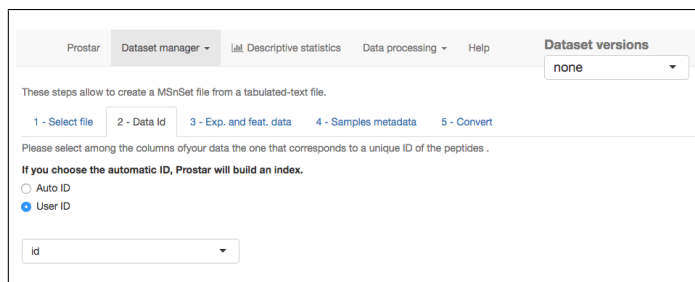 Prostar Dataset manager Descriptive statistics Data processing Help Dataset versions
none
These steps allow to create a MSnSet file from a tabulated-text file.
1 - Select file 2 - Data Id 3 - Exp. and feat. data 4 - Samples metadata 5 - Convert
Please select among the columns ofyour data the one that corresponds to a unique ID of the peptides .
If you choose the automatic ID, Prostar will build an index.
Auto ID
User ID
id